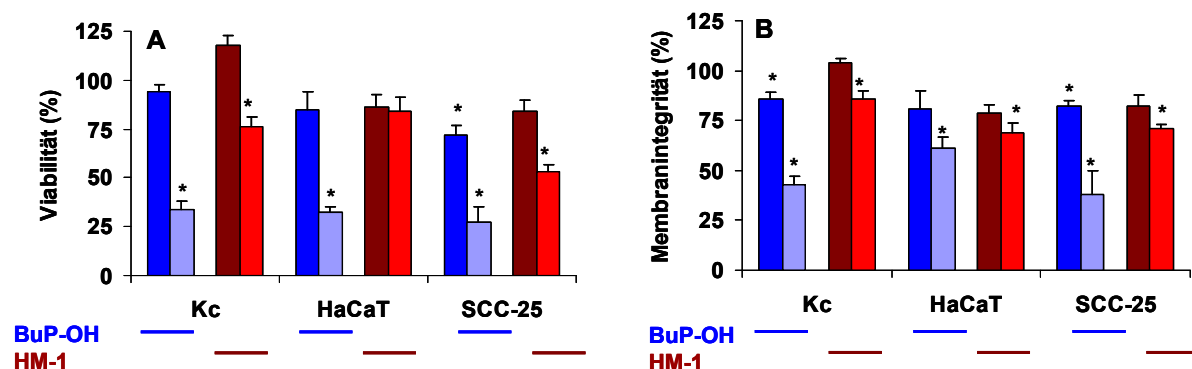 A
Viabilität (%)
125
100
75
50
25
0
* * * * * *
Kc HaCaT SCC-25
BuP-OH
HM-1
B
Membranintegrität (%)
125
100
75
50
25
0
* * * * * * * * *
Kc HaCaT SCC-25
BuP-OH
HM-1